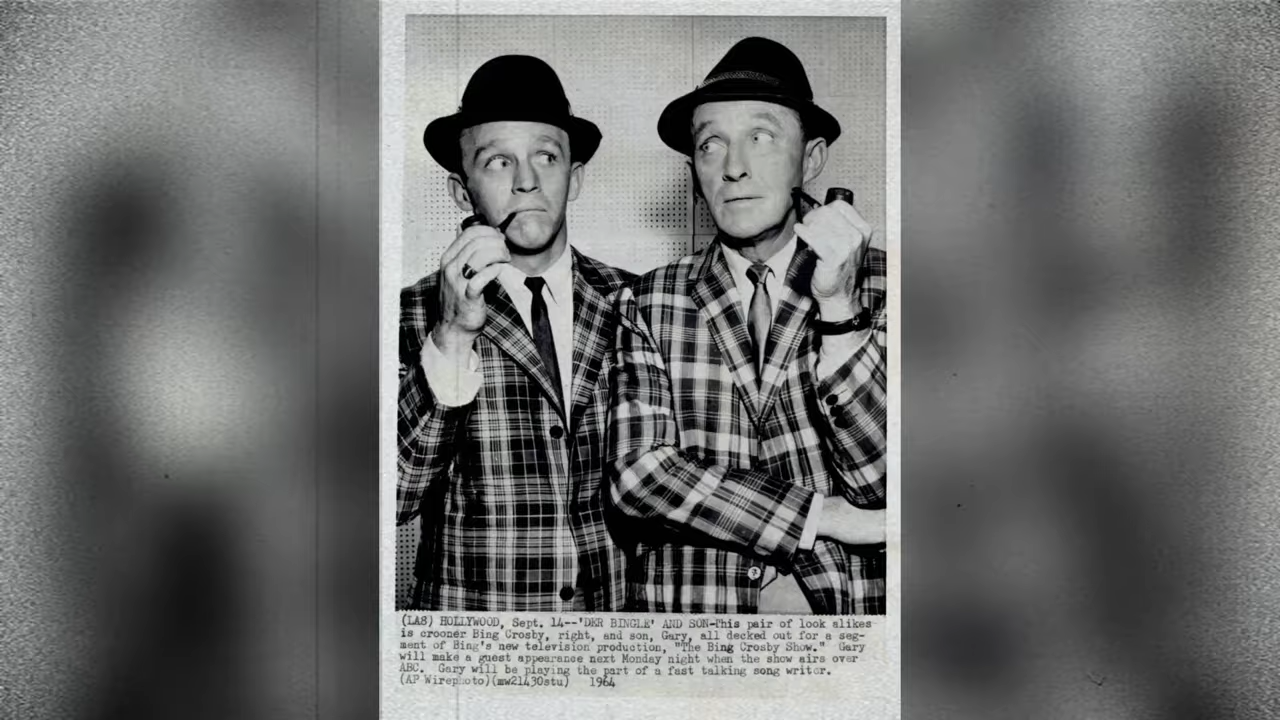 (LA8) HOLLYWOOD, Sept. 14--'DER BINGLE' AND SON-This pair of look alikes
is crooner Bing Crosby, right, and son, Gary, all decked out for a seg-
ment of Bing's new television production, "The Bing Crosby Show." Gary
will make a guest appearance next Monday night when the show airs over
ABC. Gary will be playing the part of a fast talking song writer.
(AP Wirephoto)(mw21430stu) 1964